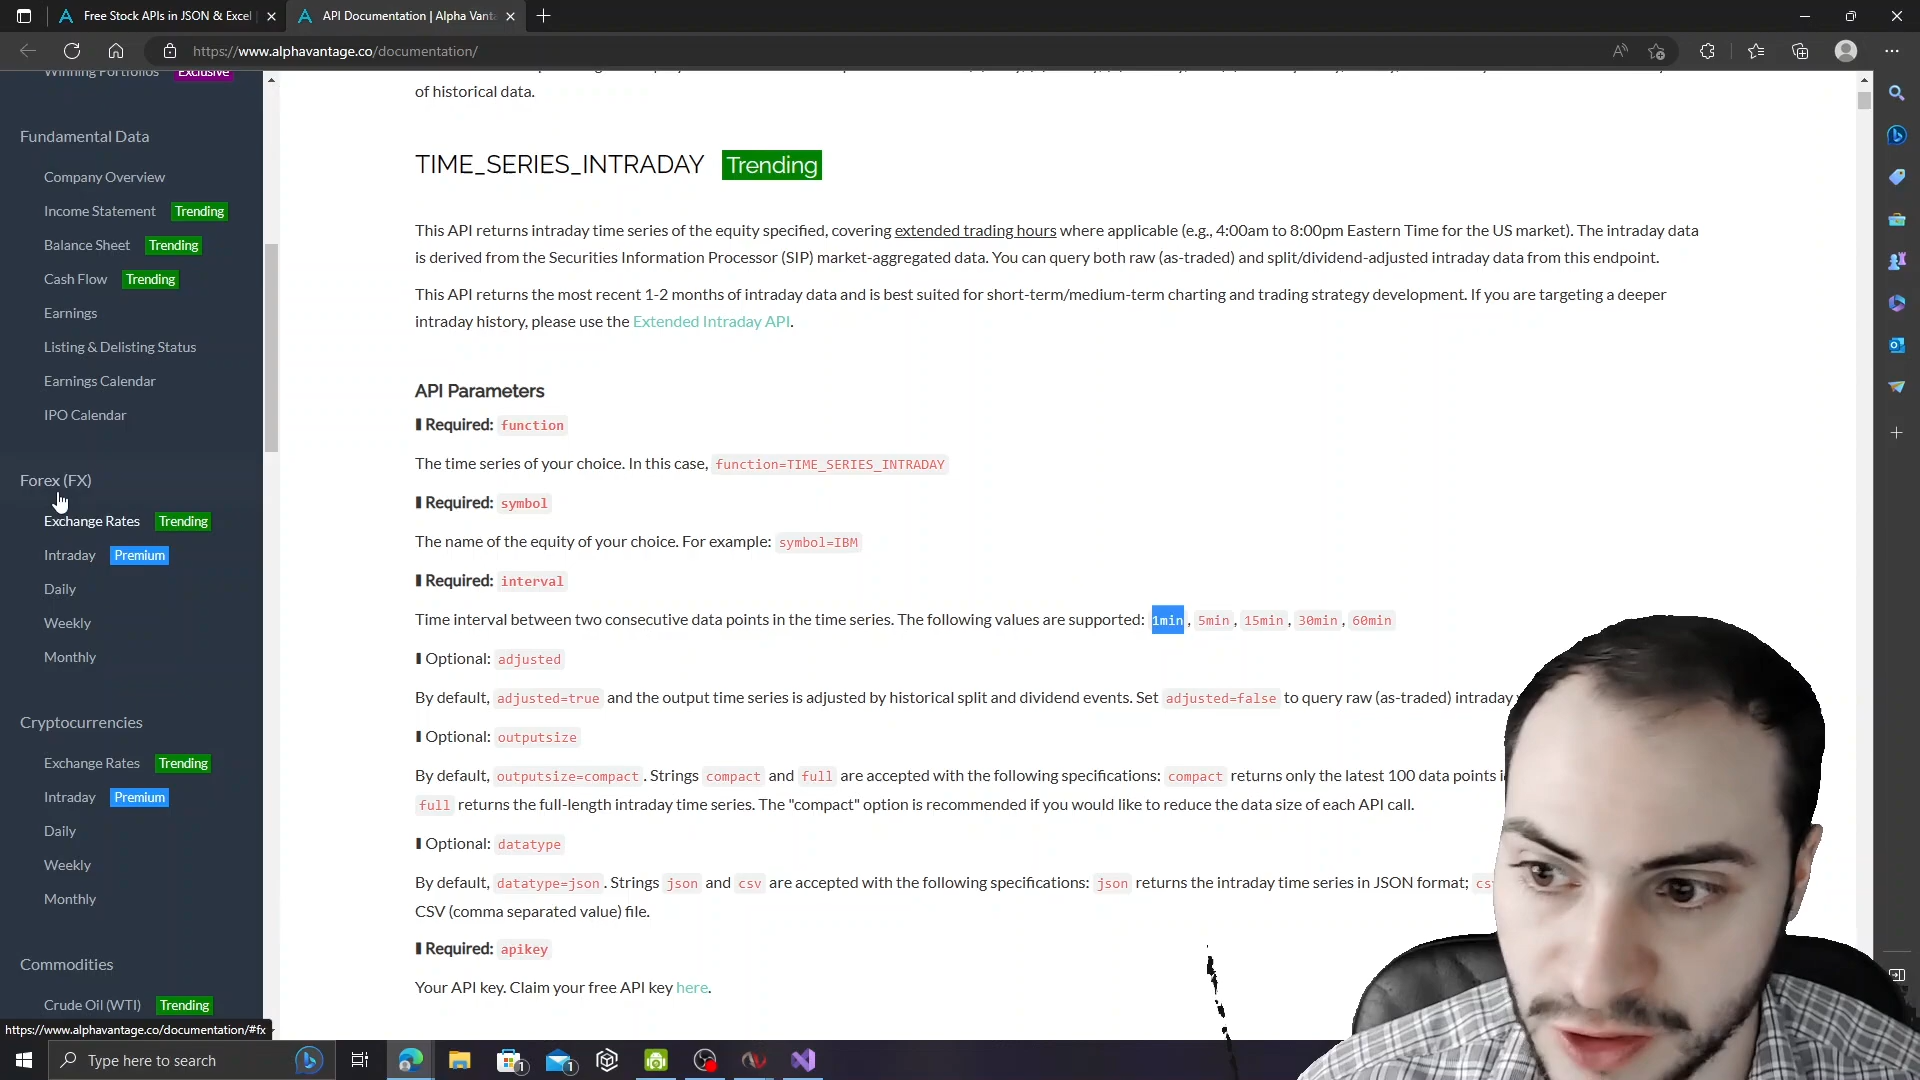 Free Stock APIs in JSON & Excel
API Documentation | Alpha Vanta
https://www.alphavantage.co/documentation/
Winning Portfolios Exclusive
Fundamental Data
Company Overview
Income Statement Trending
Balance Sheet Trending
Cash Flow Trending
Earnings
Listing & Delisting Status
Earnings Calendar
IPO Calendar
Forex (FX)
Exchange Rates Trending
Intraday Premium
Daily
Weekly
Monthly
Cryptocurrencies
Exchange Rates Trending
Intraday Premium
Daily
Weekly
Monthly
Commodities
Crude Oil (WTI) Trending
https://www.alphavantage.co/documentation/#fx
of historical data.
TIME_SERIES_INTRADAY Trending
This API returns intraday time series of the equity specified, covering extended trading hours where applicable (e.g., 4:00am to 8:00pm Eastern Time for the US market). The intraday data
is derived from the Securities Information Processor (SIP) market-aggregated data. You can query both raw (as-traded) and split/dividend-adjusted intraday data from this endpoint.
This API returns the most recent 1-2 months of intraday data and is best suited for short-term/medium-term charting and trading strategy development. If you are targeting a deeper
intraday history, please use the Extended Intraday API.
API Parameters
Required: function
The time series of your choice. In this case, function=TIME_SERIES_INTRADAY
Required: symbol
The name of the equity of your choice. For example: symbol=IBM
Required: interval
Time interval between two consecutive data points in the time series. The following values are supported: 1min, 5min, 15min, 30min, 60min
Optional: adjusted
By default, adjusted=true and the output time series is adjusted by historical split and dividend events. Set adjusted=false to query raw (as-traded) intraday
Optional: outputsize
By default, outputsize=compact. Strings compact and full are accepted with the following specifications: compact returns only the latest 100 data points
full returns the full-length intraday time series. The "compact" option is recommended if you would like to reduce the data size of each API call.
Optional: datatype
By default, datatype=json. Strings json and csv are accepted with the following specifications: json returns the intraday time series in JSON format;
CSV (comma separated value) file.
Required: apikey
Your API key. Claim your free API key here.
Type here to search
1
1